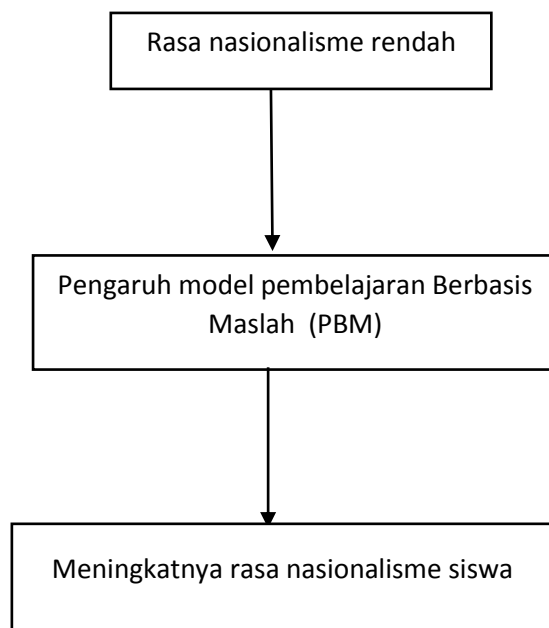 Rasa nasionalisme rendah
Pengaruh model pembelajaran Berbasis
Maslah (PBM)
Meningkatnya rasa nasionalisme siswa